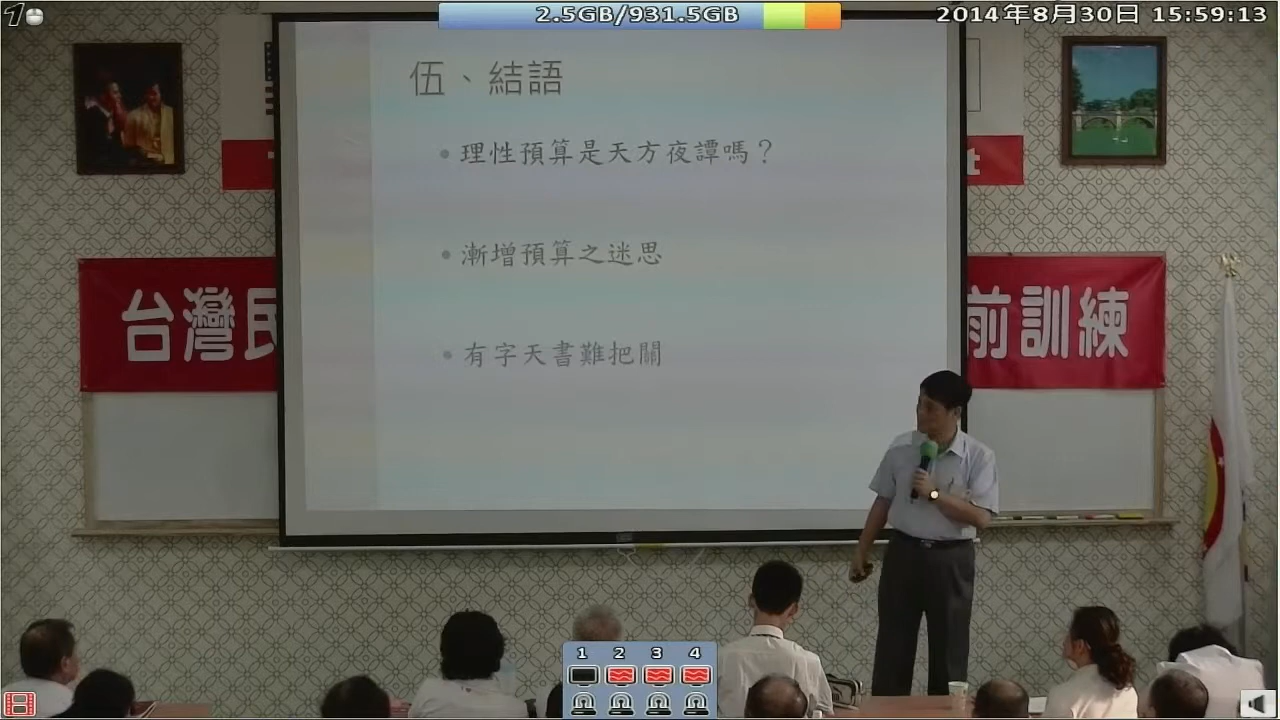 1
2.5GB/931.5GB
2014年8月30日 15:59:13
伍、結語
• 理性預算是天方夜譚嗎？
• 漸增預算之迷思
• 有字天書難把關
t
台灣民
前訓練
1 2 3 4